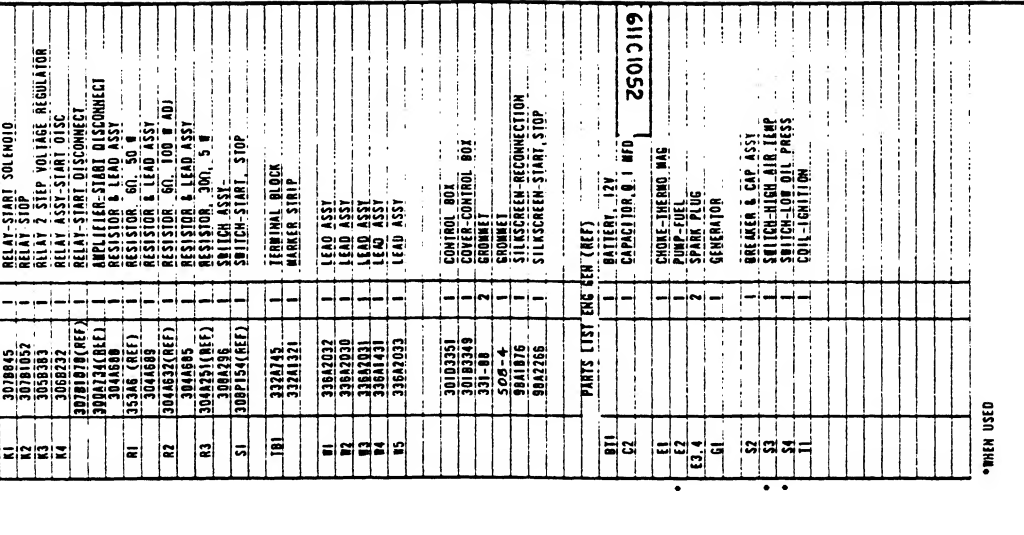 K1 307B845 1 RELAY-START SOLENOID
K2 307B1052 1 RELAY-STOP
K3 305B383 1 RELAY 2 STEP VOLTAGE REGULATOR
K4 306B232 1 RELAY ASSY-START DISC
307B1878(REF) 1 RELAY-START DISCONNECT
300A734(REF) 1 AMPLIFIER-START DISCONNECT
304A688 1 RESISTOR & LEAD ASSY
R1 353A6 (REF) 1 RESISTOR, 6Ω, 50 W
304A689 1 RESISTOR & LEAD ASSY
R2 304A632(REF) 1 RESISTOR, 6Ω, 100 W ADJ
304A685 1 RESISTOR & LEAD ASSY
R3 304A251(REF) 1 RESISTOR, 300Ω, 5 W
308A296 1 SWITCH ASSY-
S1 308P154(REF) 1 SWITCH-START, STOP
TB1 332A745 1 TERMINAL BLOCK
332A1321 1 MARKER STRIP
W1 336A2032 1 LEAD ASSY
W2 336A2030 1 LEAD ASSY
W3 336A2031 1 LEAD ASSY
W4 336A1431 1 LEAD ASSY
W5 336A2033 1 LEAD ASSY
301D3351 1 CONTROL BOX
301B3349 1 COVER-CONTROL BOX
331-88 2 GROMMET
508-4 1 GROMMET
98A1876 1 SILKSCREEN-RECONNECTION
98A2266 1 SILKSCREEN-START, STOP
PARTS LIST ENG GEN (REF)
BT1 1 BATTERY, 12V
C2 1 CAPACITOR, 0.1 MFD
E1 1 CHOKE-THERMO MAG
• E2 1 PUMP-FUEL
E3,4 2 SPARK PLUG
G1 1 GENERATOR
S2 1 BREAKER & CAP ASSY
• S3 1 SWITCH-HIGH AIR TEMP
• S4 1 SWITCH-LOW OIL PRESS
T1 1 COIL-IGNITION
611C1052
*WHEN USED